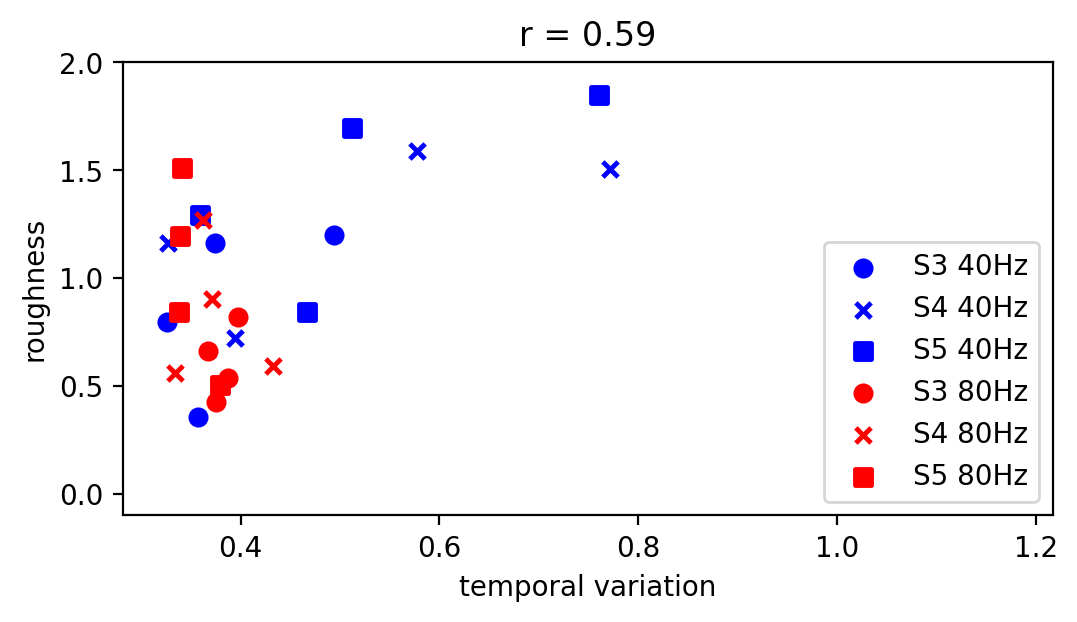 r = 0.59
2.0
1.5
1.0
0.5
0.0
roughness
S3 40Hz
S4 40Hz
S5 40Hz
S3 80Hz
S4 80Hz
S5 80Hz
0.4 0.6 0.8 1.0 1.2
temporal variation